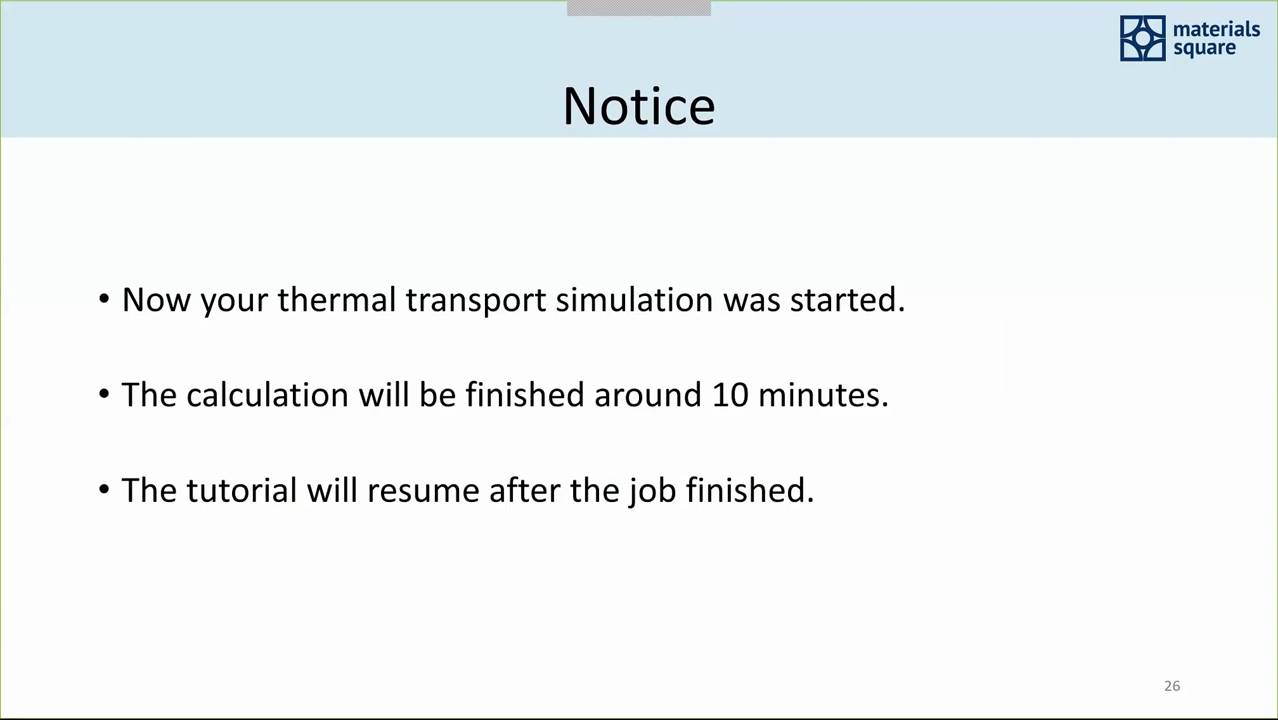 materials
square
Notice
• Now your thermal transport simulation was started.
• The calculation will be finished around 10 minutes.
• The tutorial will resume after the job finished.
26